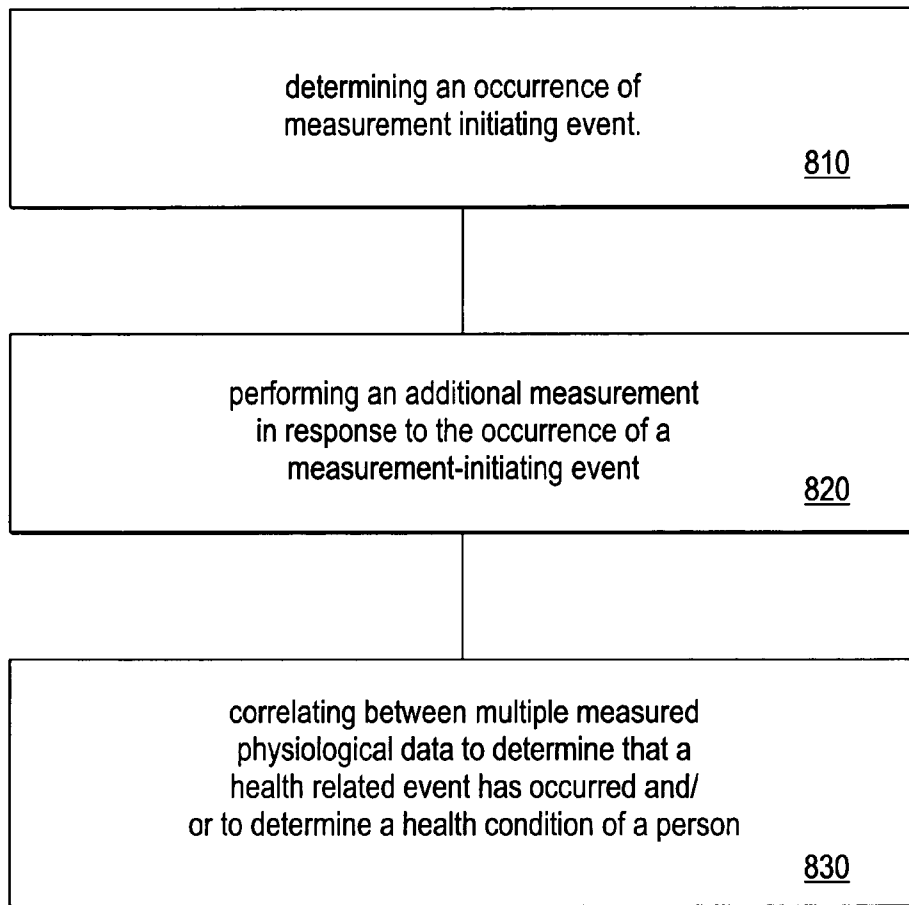 determining an occurrence of
measurement initiating event.
810
performing an additional measurement
in response to the occurrence of a
measurement-initiating event
820
correlating between multiple measured
physiological data to determine that a
health related event has occurred and/
or to determine a health condition of a person
830